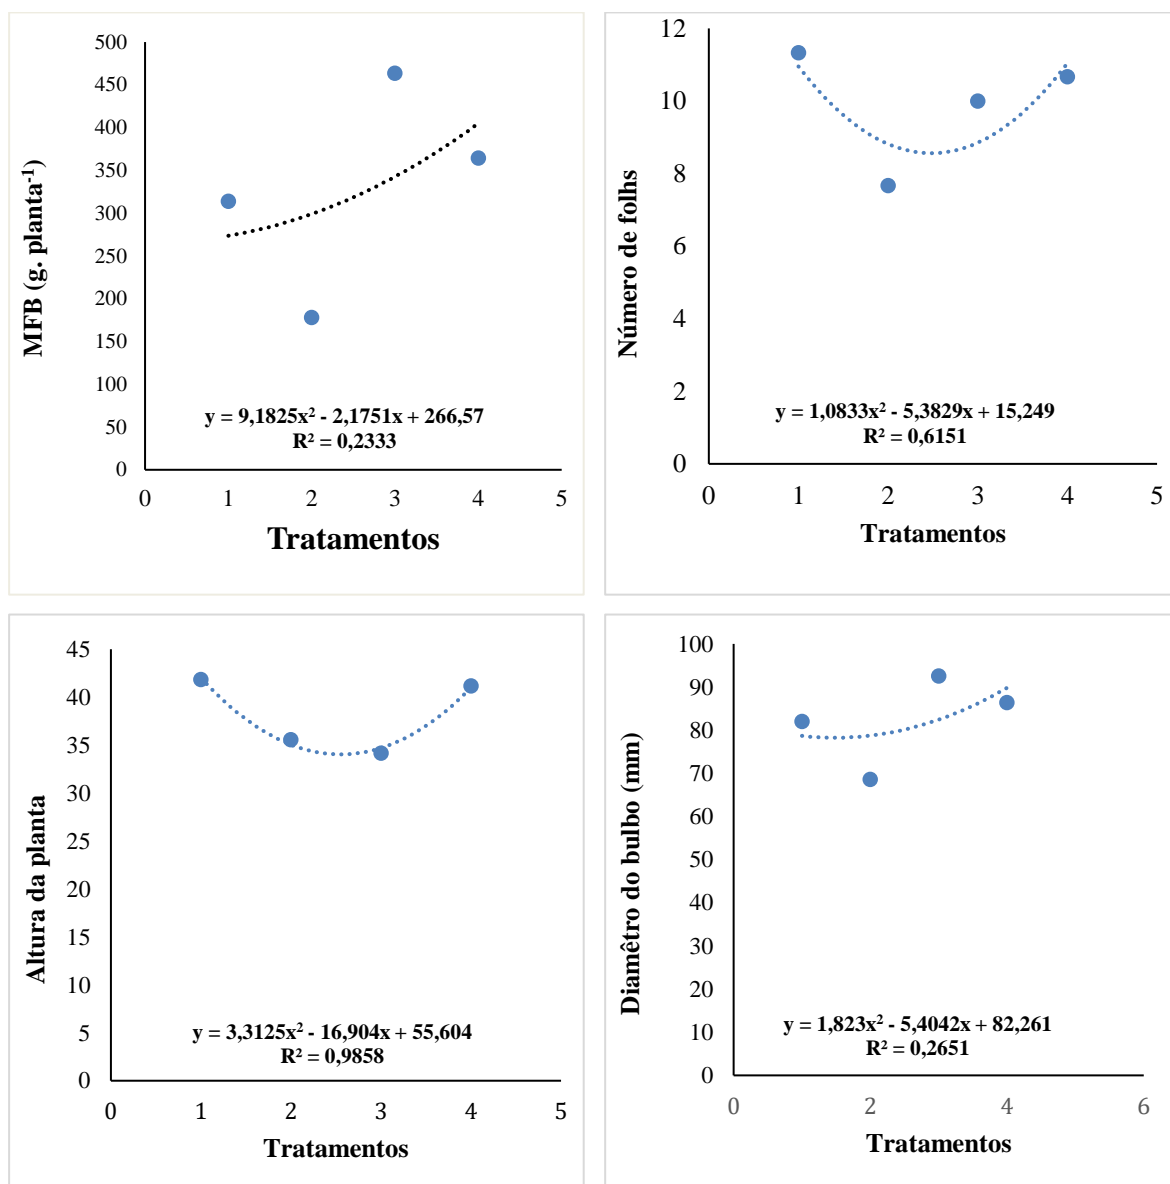 MFB (g. planta⁻¹)
500
450
400
350
300
250
200
150
100
50
0
y = 9,1825x² - 2,1751x + 266,57
R² = 0,2333
0 1 2 3 4 5
Tratamentos
Número de folhs
12
10
8
6
4
2
0
y = 1,0833x² - 5,3829x + 15,249
R² = 0,6151
0 1 2 3 4 5
Tratamentos
Altura da planta
45
40
35
30
25
20
15
10
5
0
y = 3,3125x² - 16,904x + 55,604
R² = 0,9858
0 1 2 3 4 5
Tratamentos
Diamêtro do bulbo (mm)
100
90
80
70
60
50
40
30
20
10
0
y = 1,823x² - 5,4042x + 82,261
R² = 0,2651
0 2 4 6
Tratamentos